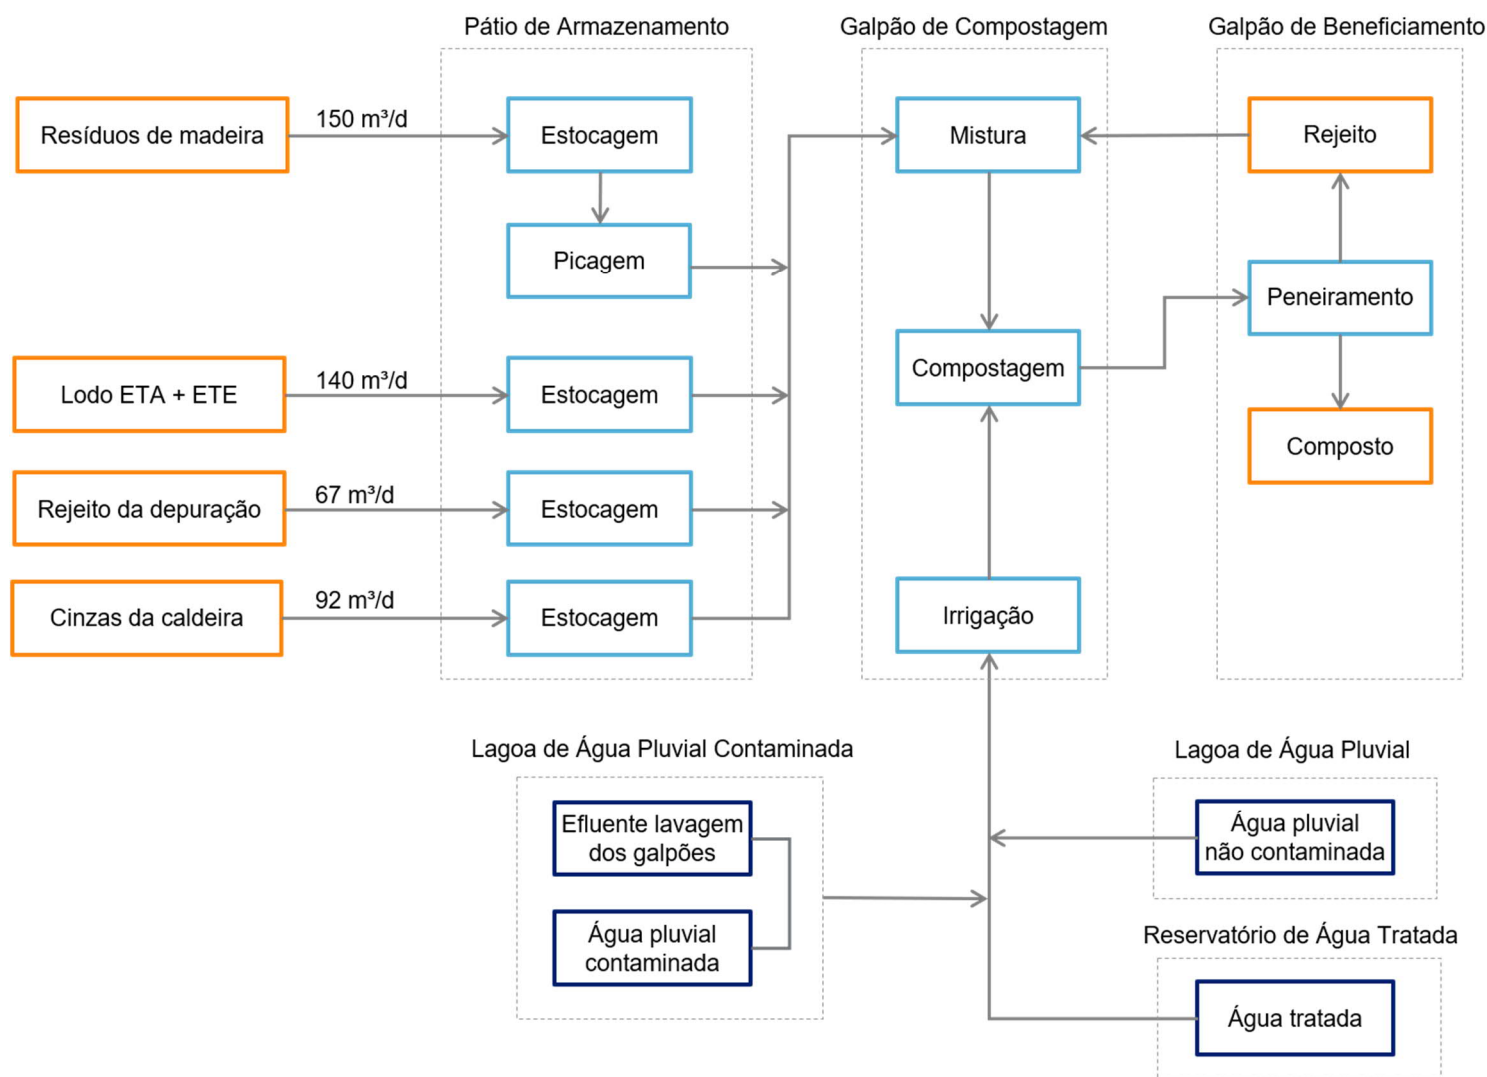 Pátio de Armazenamento
Galpão de Compostagem
Galpão de Beneficiamento
Resíduos de madeira
150 m³/d
Estocagem
Mistura
Rejeito
Picagem
Peneiramento
Lodo ETA + ETE
140 m³/d
Estocagem
Compostagem
Composto
Rejeito da depuração
67 m³/d
Estocagem
Cinzas da caldeira
92 m³/d
Estocagem
Irrigação
Lagoa de Água Pluvial Contaminada
Lagoa de Água Pluvial
Efluente lavagem
dos galpões
Água pluvial
não contaminada
Água pluvial
contaminada
Reservatório de Água Tratada
Água tratada